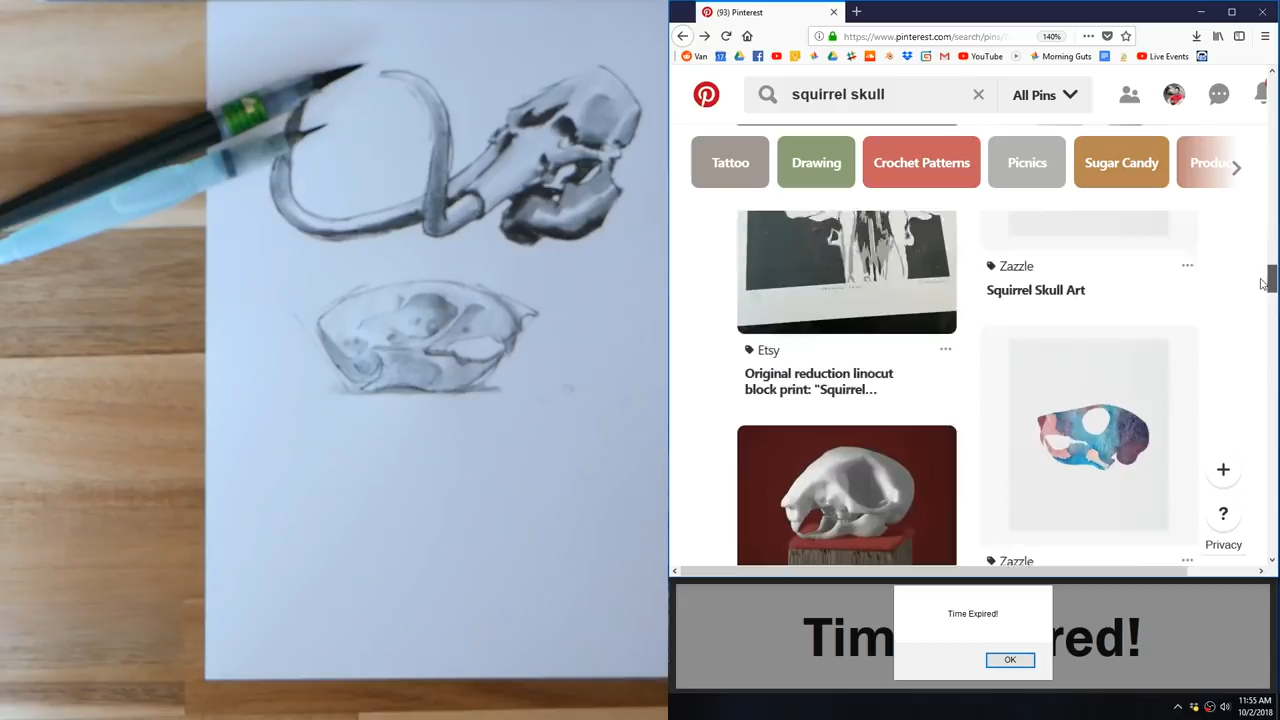 (93) Pinterest
https://www.pinterest.com/search/pins/
140%
Van
17
YouTube
Morning Guts
Live Events
squirrel skull
All Pins
Tattoo
Drawing
Crochet Patterns
Picnics
Sugar Candy
Produ
Etsy
Original reduction linocut
block print: "Squirrel...
Zazzle
Squirrel Skull Art
Zazzle
?
Privacy
Time Expired!
OK
11:55 AM
10/2/2018